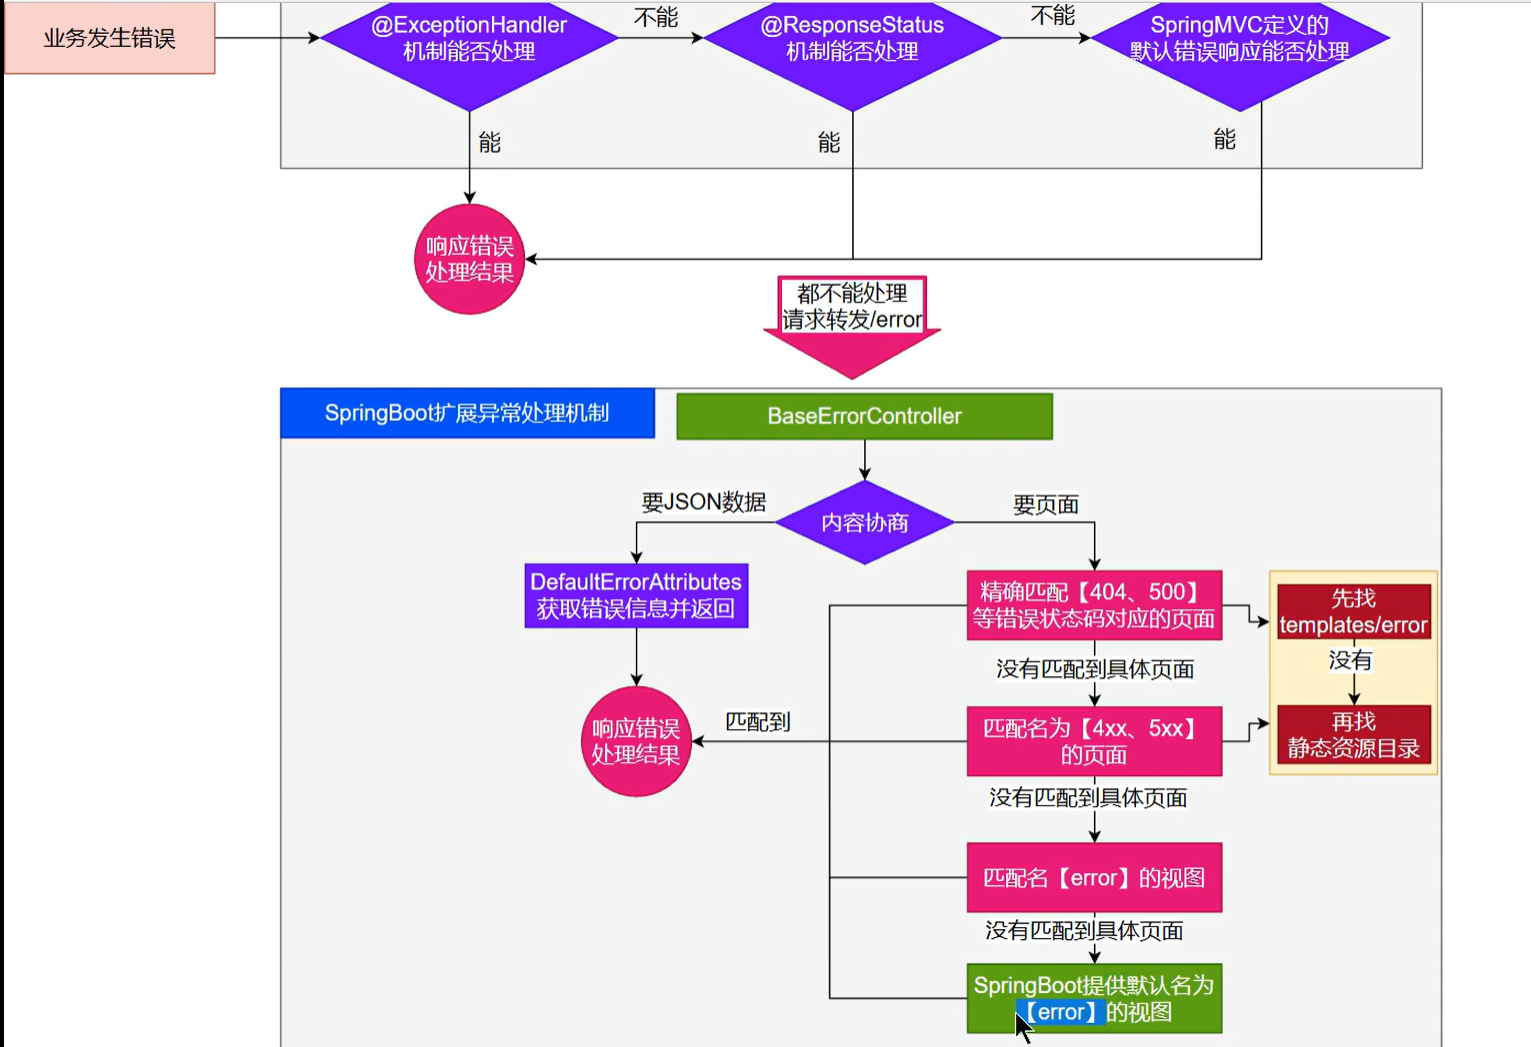 业务发生错误
@ExceptionHandler
机制能否处理
不能
@ResponseStatus
机制能否处理
不能
SpringMVC定义的
默认错误响应能否处理
能
能
能
响应错误
处理结果
都不能处理
请求转发/error
SpringBoot扩展异常处理机制
BaseErrorController
要JSON数据
内容协商
要页面
DefaultErrorAttributes
获取错误信息并返回
精确匹配【404、500】
等错误状态码对应的页面
先找
templates/error
没有
再找
静态资源目录
没有匹配到具体页面
响应错误
处理结果
匹配到
匹配名为【4xx、5xx】
的页面
没有匹配到具体页面
匹配名【error】的视图
没有匹配到具体页面
SpringBoot提供默认名为
【error】的视图